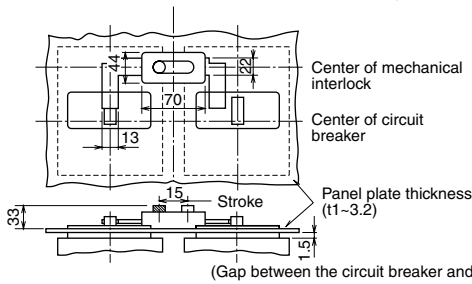 44
22
Center of mechanical
interlock
70
Center of circuit
breaker
13
15
Stroke
Panel plate thickness
(t1~3.2)
33
1.5
(Gap between the circuit breaker and